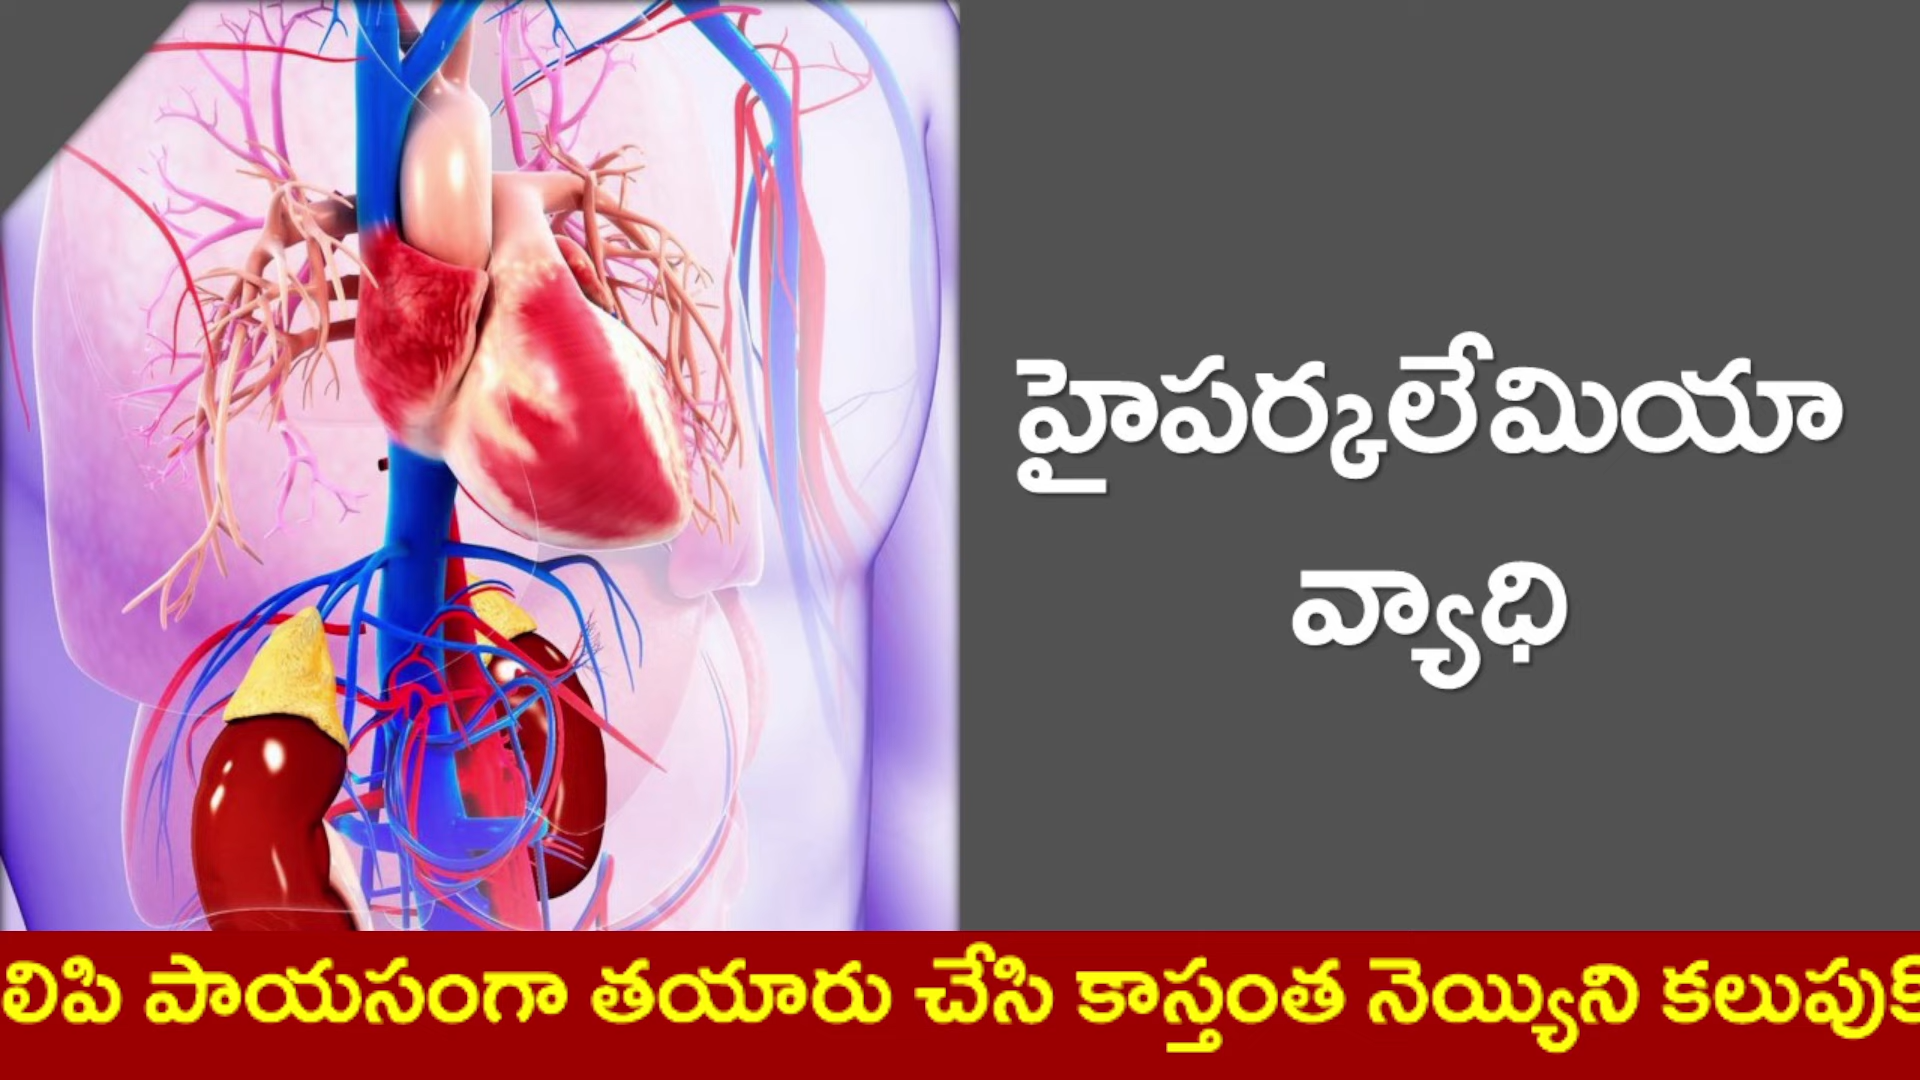 హైపర్కలేమియా
వ్యాధి
లిపి పాయసంగా తయారు చేసి కాస్తంత నెయ్యిని కలుపుక